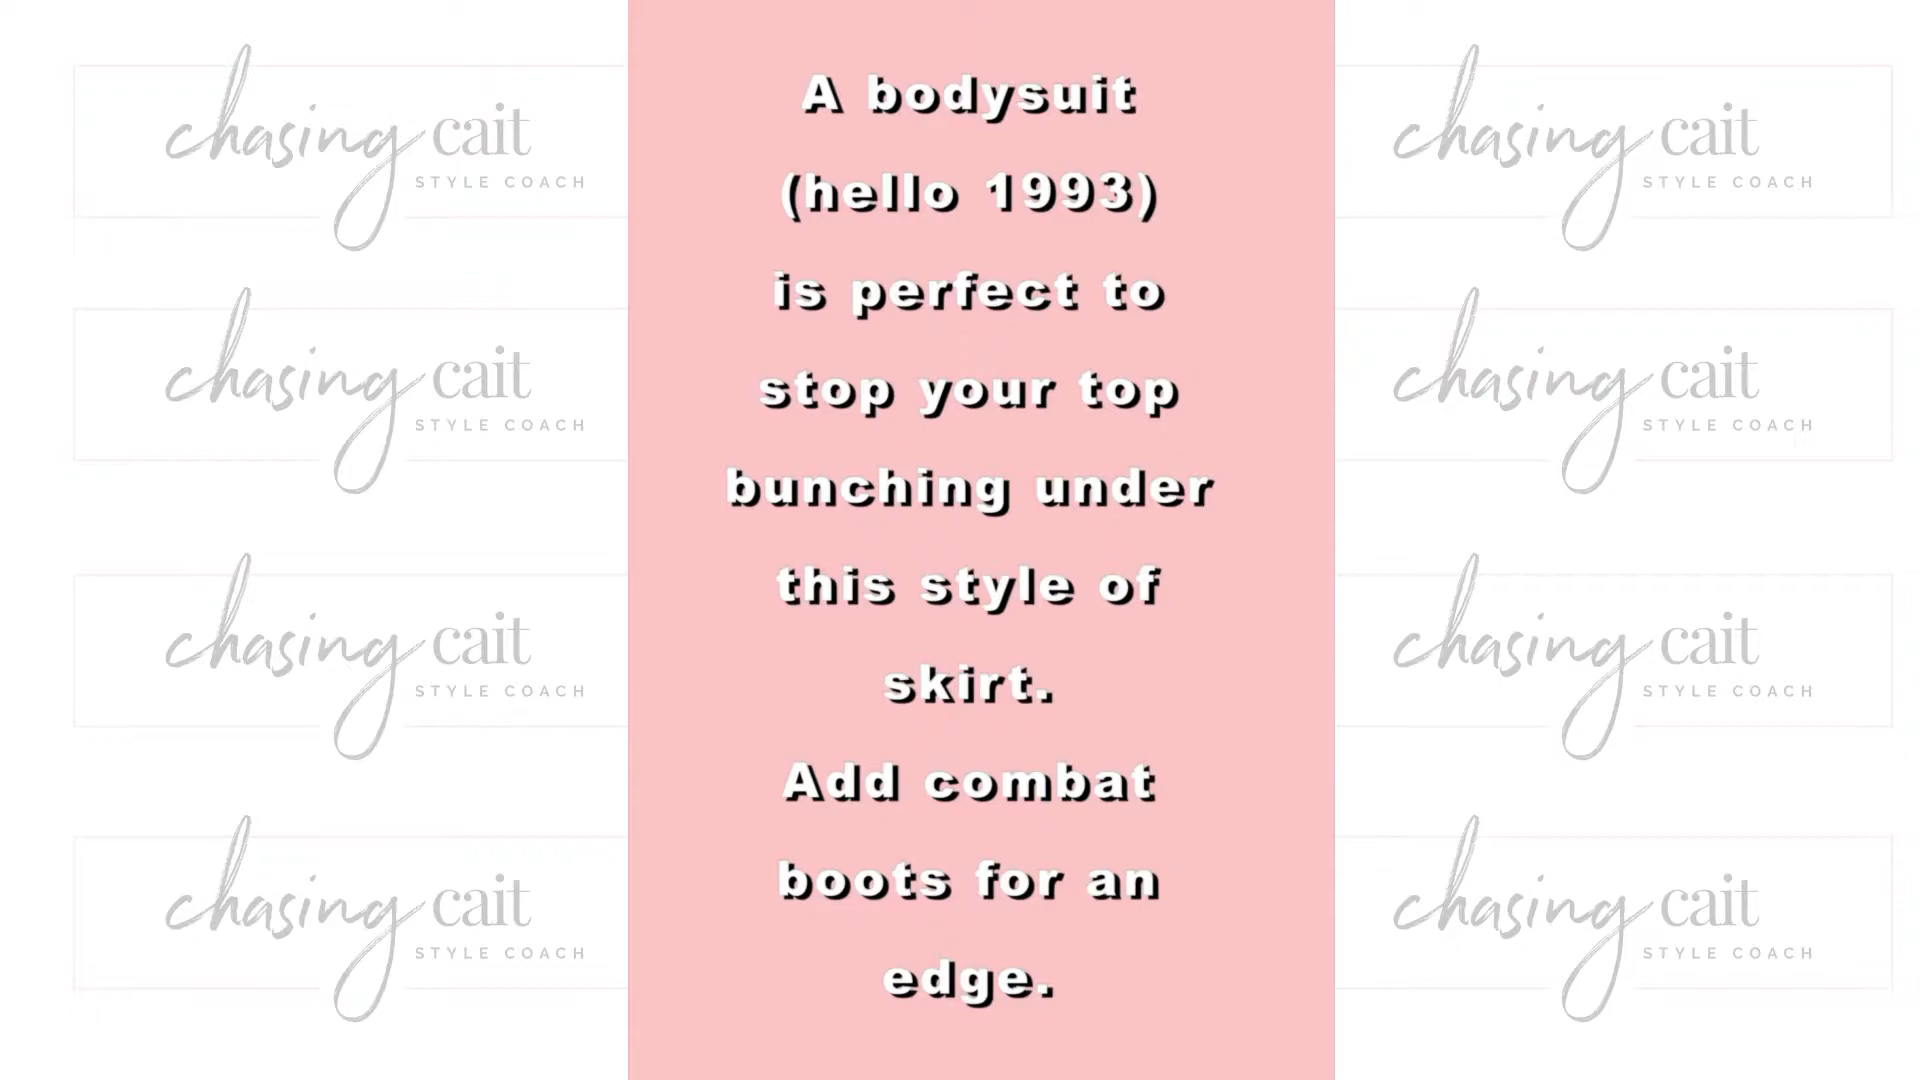 chasing cait
STYLE COACH
chasing cait
STYLE COACH
chasing cait
STYLE COACH
chasing cait
STYLE COACH
A bodysuit
(hello 1993)
is perfect to
stop your top
bunching under
this style of
skirt.
Add combat
boots for an
edge.
chasing cait
STYLE COACH
chasing cait
STYLE COACH
chasing cait
STYLE COACH
chasing cait
STYLE COACH